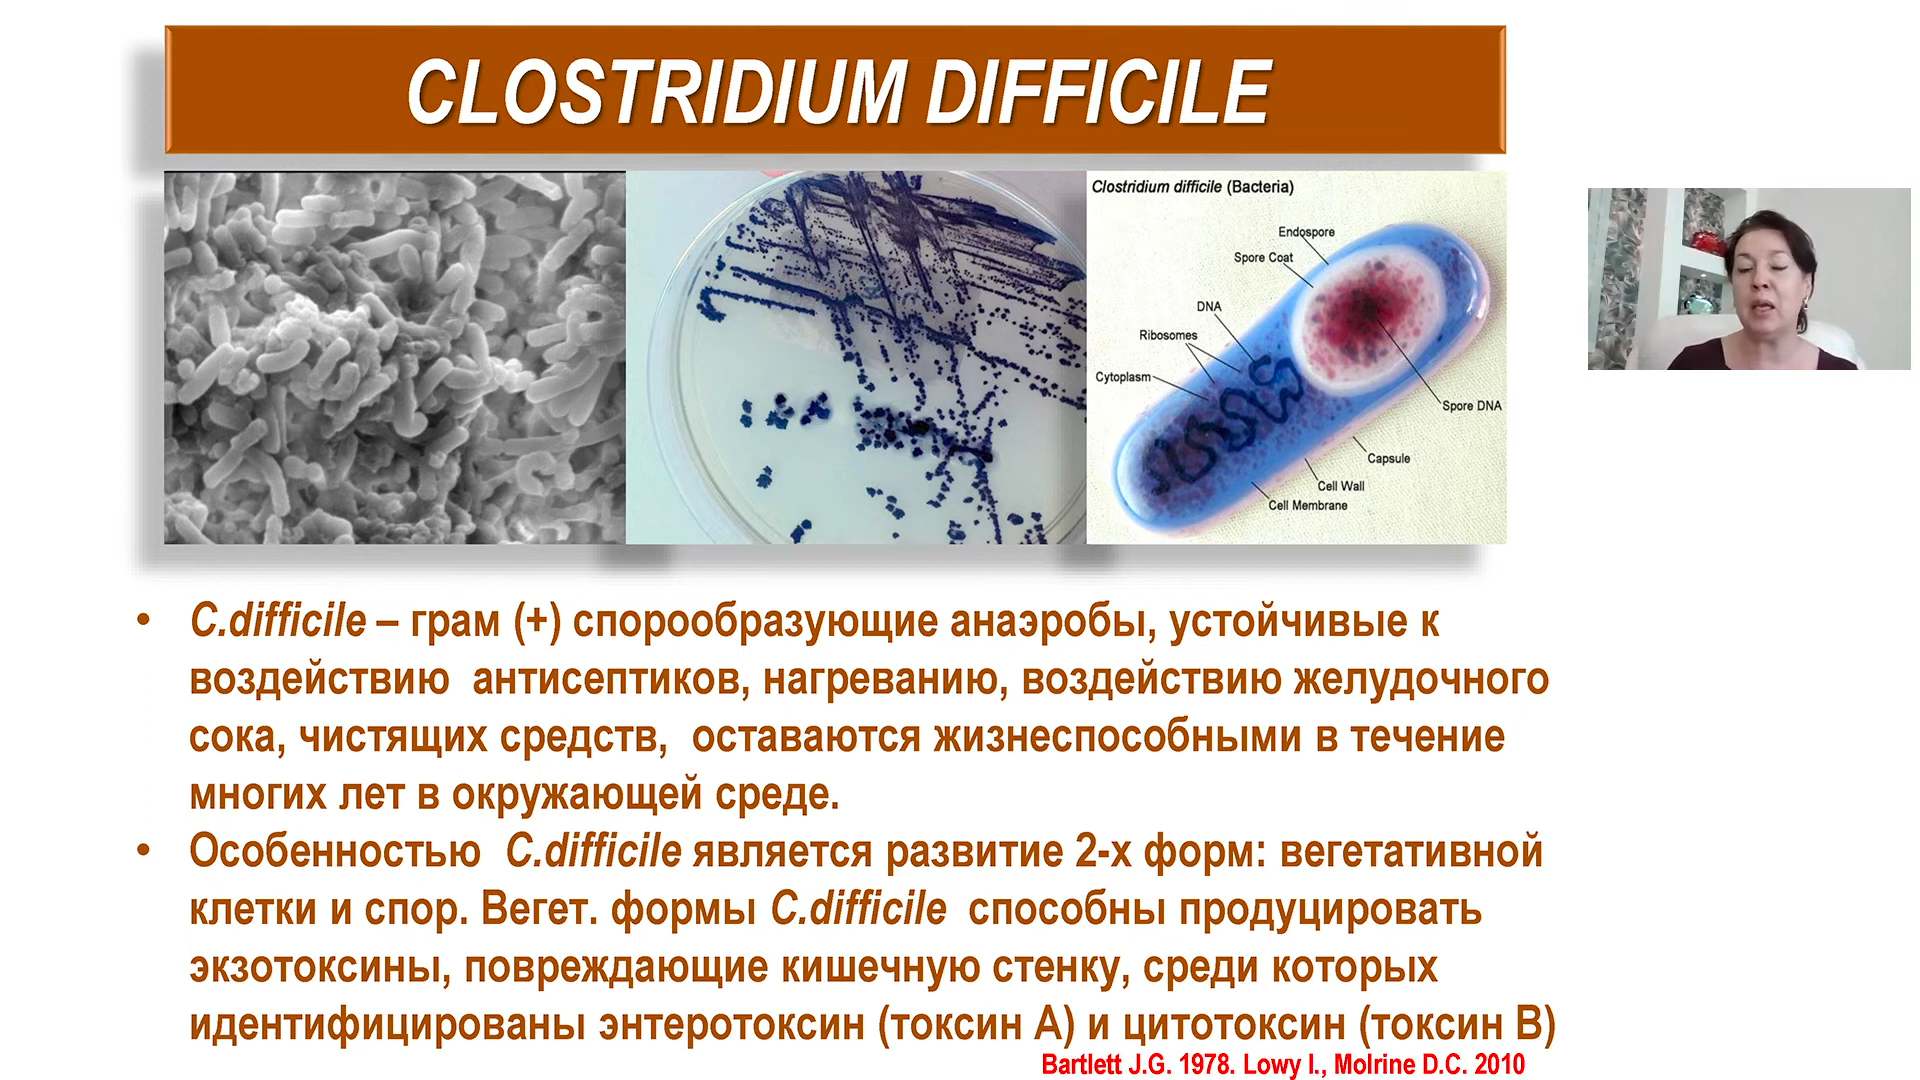 CLOSTRIDIUM DIFFICILE
Clostridium difficile (Bacteria)
Endospore
Spore Coat
DNA
Ribosomes
Cytoplasm
Spore DNA
Capsule
Cell Wall
Cell Membrane
• C.difficile – грам (+) спорообразующие анаэробы, устойчивые к
воздействию антисептиков, нагреванию, воздействию желудочного
сока, чистящих средств, оставаются жизнеспособными в течение
многих лет в окружающей среде.
• Особенностью C.difficile является развитие 2-х форм: вегетативной
клетки и спор. Вегет. формы C.difficile способны продуцировать
экзотоксины, повреждающие кишечную стенку, среди которых
идентифицированы энтеротоксин (токсин А) и цитотоксин (токсин В)
Bartlett J.G. 1978. Lowy I., Molrine D.C. 2010